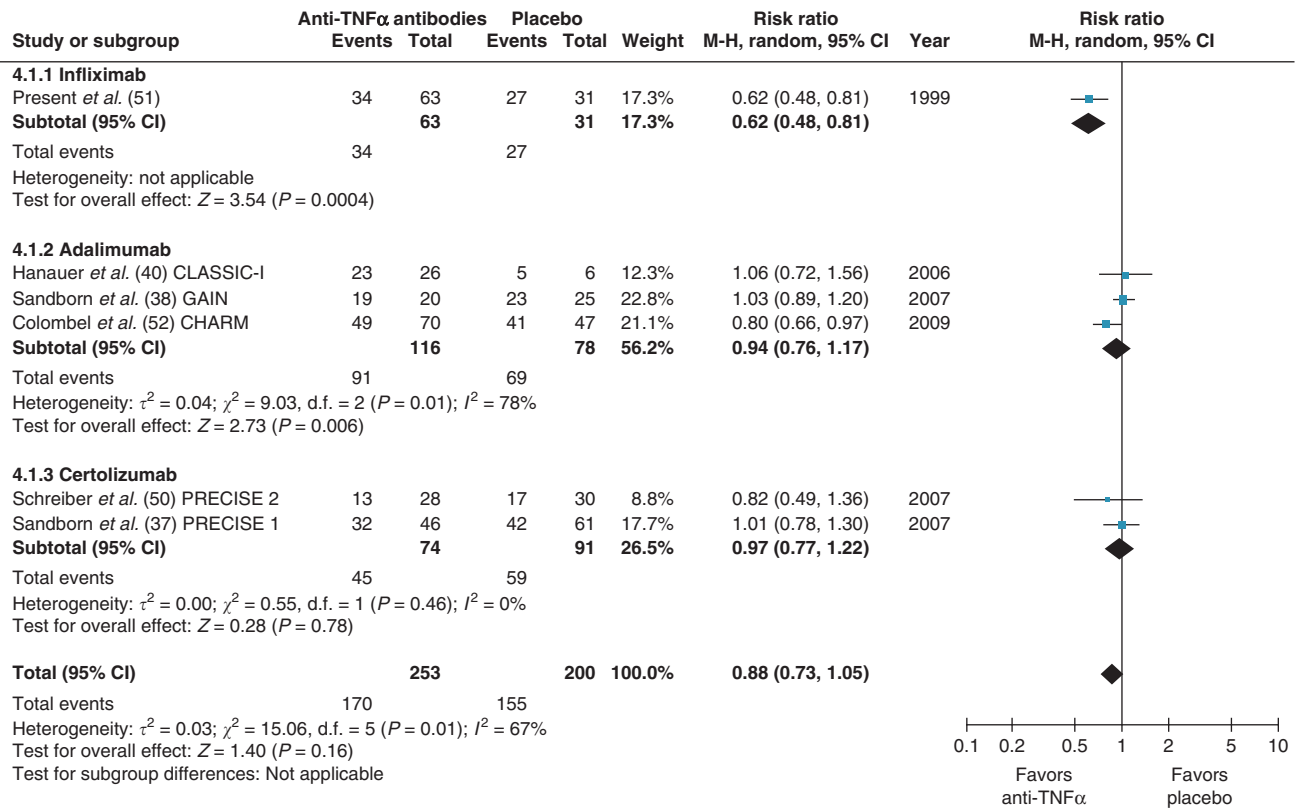 Anti-TNFα antibodies Placebo Risk ratio Risk ratio
Study or subgroup Events Total Events Total Weight M-H, random, 95% CI Year M-H, random, 95% CI
4.1.1 Infliximab
Present et al. (51) 34 63 27 31 17.3% 0.62 (0.48, 0.81) 1999
Subtotal (95% CI) 63 31 17.3% 0.62 (0.48, 0.81)
Total events 34 27
Heterogeneity: not applicable
Test for overall effect: Z = 3.54 (P = 0.0004)
4.1.2 Adalimumab
Hanauer et al. (40) CLASSIC-I 23 26 5 6 12.3% 1.06 (0.72, 1.56) 2006
Sandborn et al. (38) GAIN 19 20 23 25 22.8% 1.03 (0.89, 1.20) 2007
Colombel et al. (52) CHARM 49 70 41 47 21.1% 0.80 (0.66, 0.97) 2009
Subtotal (95% CI) 116 78 56.2% 0.94 (0.76, 1.17)
Total events 91 69
Heterogeneity: τ² = 0.04; χ² = 9.03, d.f. = 2 (P = 0.01); I² = 78%
Test for overall effect: Z = 2.73 (P = 0.006)
4.1.3 Certolizumab
Schreiber et al. (50) PRECISE 2 13 28 17 30 8.8% 0.82 (0.49, 1.36) 2007
Sandborn et al. (37) PRECISE 1 32 46 42 61 17.7% 1.01 (0.78, 1.30) 2007
Subtotal (95% CI) 74 91 26.5% 0.97 (0.77, 1.22)
Total events 45 59
Heterogeneity: τ² = 0.00; χ² = 0.55, d.f. = 1 (P = 0.46); I² = 0%
Test for overall effect: Z = 0.28 (P = 0.78)
Total (95% CI) 253 200 100.0% 0.88 (0.73, 1.05)
Total events 170 155
Heterogeneity: τ² = 0.03; χ² = 15.06, d.f. = 5 (P = 0.01); I² = 67%
Test for overall effect: Z = 1.40 (P = 0.16)
Test for subgroup differences: Not applicable
0.1 0.2 0.5 1 2 5 10
Favors Favors
anti-TNFα placebo